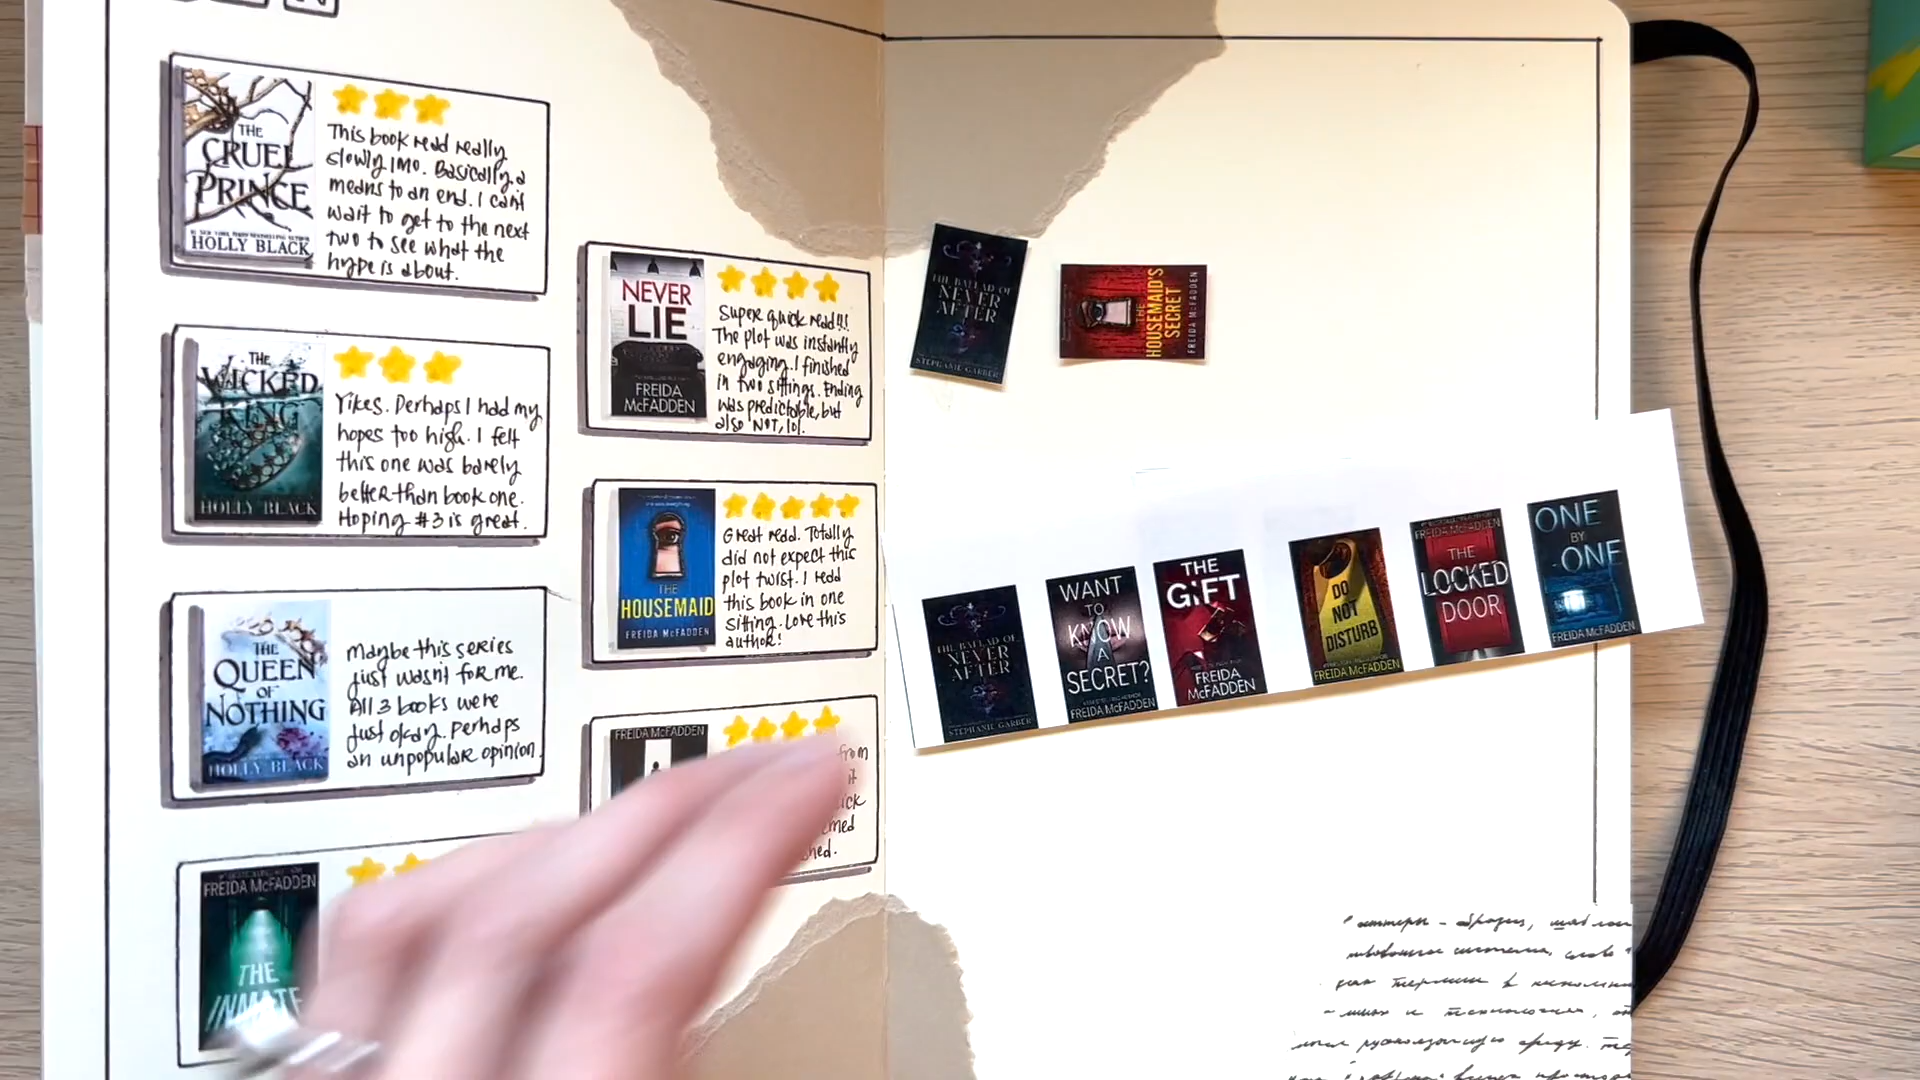 THE
CRUEL
PRINCE
HOLLY BLACK
This book read really
slowly IMO. Basically, a
means to an end. I can't
wait to get to the next
two to see what the
hype is about.
THE
WICKED
KING
HOLLY BLACK
Yikes. Perhaps I had my
hopes too high. I felt
this one was barely
better than book one.
Hoping #3 is great.
THE
QUEEN
OF
NOTHING
HOLLY BLACK
Maybe this series
just wasn't for me.
All 3 books were
just okay. Perhaps
an unpopular opinion.
FREIDA McFADDEN
THE
INMATE
NEVER
LIE
FREIDA
McFADDEN
Super quick read!!!
The plot was instantly
engaging. I finished
in two sittings. Ending
was predictable, but
also NOT, lol.
THE
HOUSEMAID
FREIDA McFADDEN
Great read. Totally
did not expect this
plot twist. I read
this book in one
sitting. Love this
author!
FREIDA McFADDEN
from
it
THE BALLAD OF
NEVER
AFTER
STEPHANIE GARBER
THE
HOUSEMAID'S
SECRET
FREIDA McFADDEN
THE BALLAD OF
NEVER
AFTER
STEPHANIE GARBER
WANT
TO
KNOW
A
SECRET?
FREIDA McFADDEN
THE
GIFT
FREIDA
McFADDEN
DO
NOT
DISTURB
FREIDA McFADDEN
FREIDA McFADDEN
THE
LOCKED
DOOR
ONE
BY
ONE
FREIDA McFADDEN